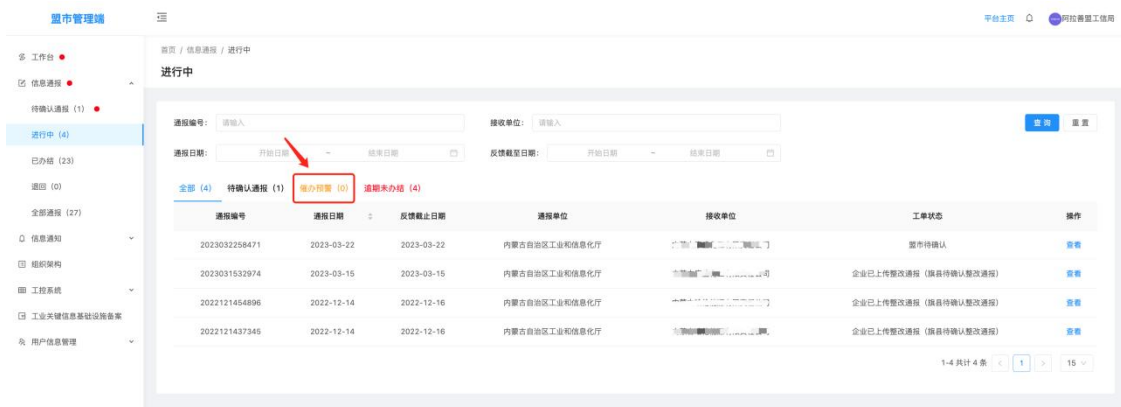 盟市管理端
平台主页
阿拉善盟工信局
工作台
信息通报
待确认通报（1）
进行中（4）
已办结（23）
退回（0）
全部通报（27）
信息通知
组织架构
工控系统
工业关键信息基础设施备案
用户信息管理
首页 / 信息通报 / 进行中
进行中
通报编号： 请输入 接收单位： 请输入 查 询 重 置
通报日期： 开始日期 ~ 结束日期 反馈截至日期： 开始日期 ~ 结束日期
全部（4） 待确认通报（1） 催办预警（0） 逾期未办结（4）
通报编号 通报日期 反馈截止日期 通报单位 接收单位 工单状态 操作
2023032258471 2023-03-22 2023-03-22 内蒙古自治区工业和信息化厅 盟市待确认 查看
2023031532974 2023-03-15 2023-03-15 内蒙古自治区工业和信息化厅 企业已上传整改通报（旗县待确认整改通报） 查看
2022121454896 2022-12-14 2022-12-16 内蒙古自治区工业和信息化厅 企业已上传整改通报（旗县待确认整改通报） 查看
2022121437345 2022-12-14 2022-12-16 内蒙古自治区工业和信息化厅 企业已上传整改通报（旗县待确认整改通报） 查看
1-4 共计 4 条 < 1 > 15